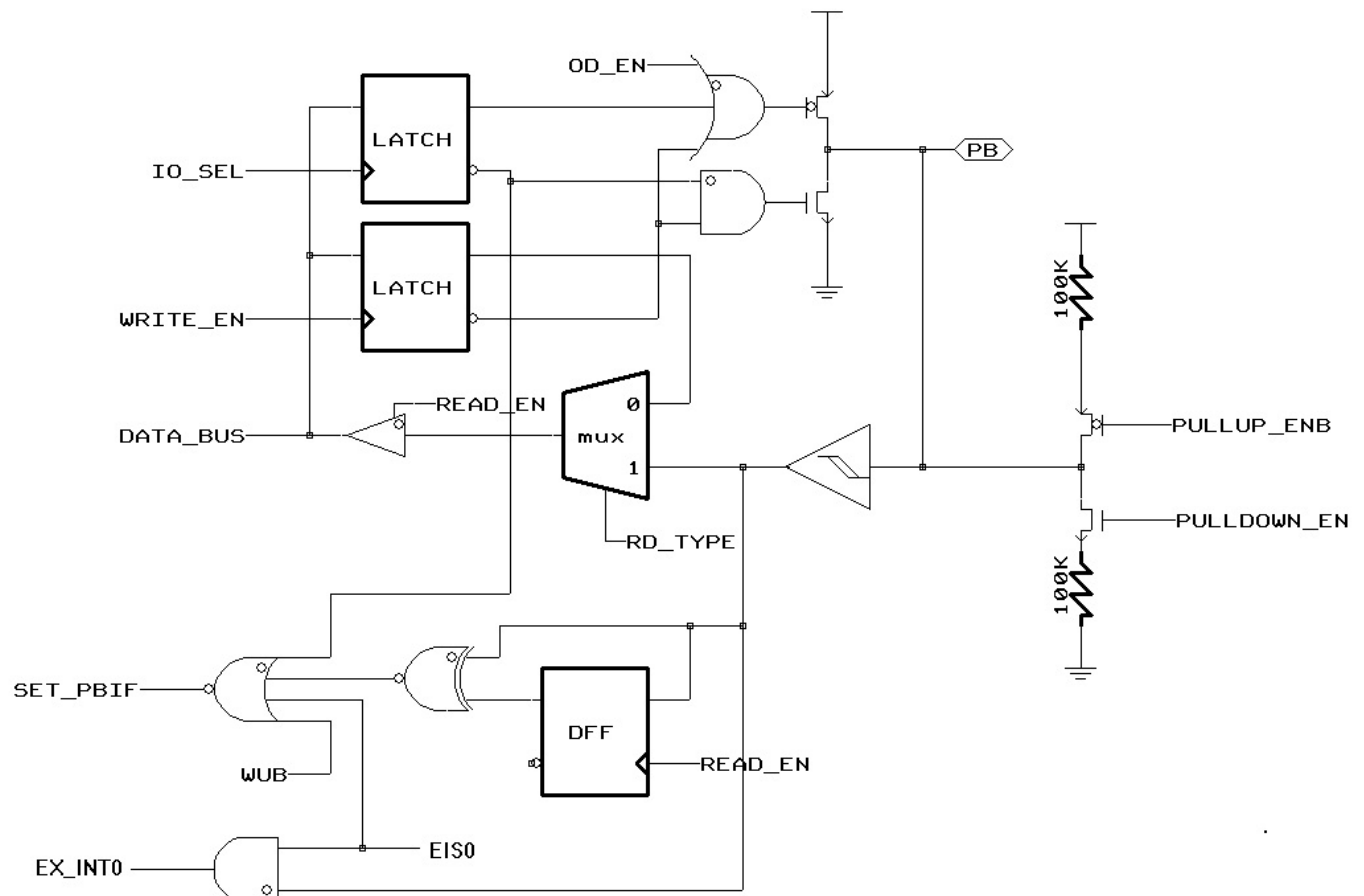 OD_EN
LATCH
PB
IO_SEL
LATCH
100K
WRITE_EN
READ_EN
0
DATA_BUS
mux
PULLUP_ENB
1
PULLDOWN_EN
RD_TYPE
100K
SET_PBIF
DFF
WUB
READ_EN
EIS0
EX_INT0